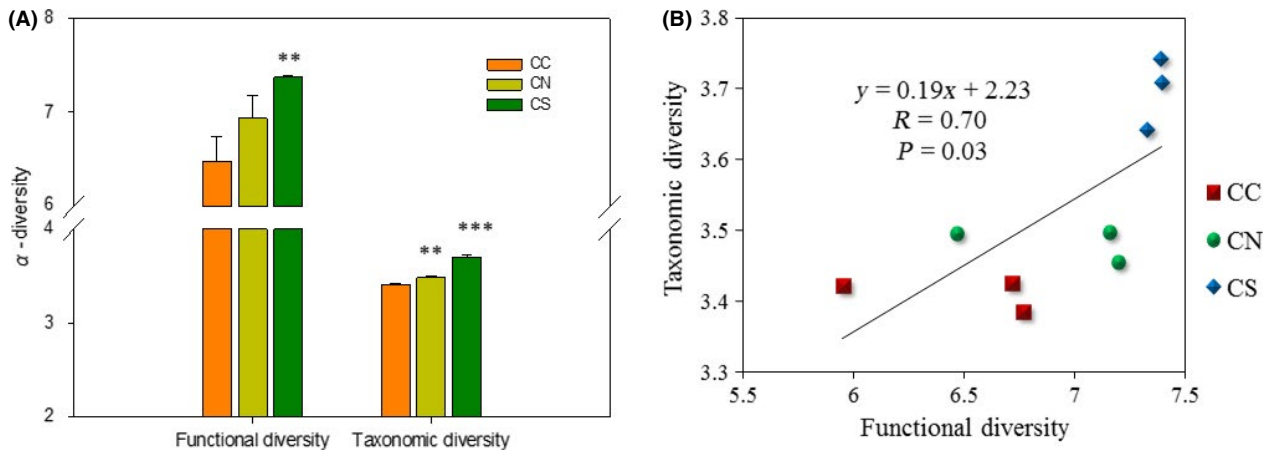 (A)
8
7
6
4
3
2
α -diversity
**
**
***
CC
CN
CS
Functional diversity
Taxonomic diversity
(B)
3.8
3.7
3.6
3.5
3.4
3.3
Taxonomic diversity
y = 0.19x + 2.23
R = 0.70
P = 0.03
5.5
6
6.5
7
7.5
Functional diversity
CC
CN
CS